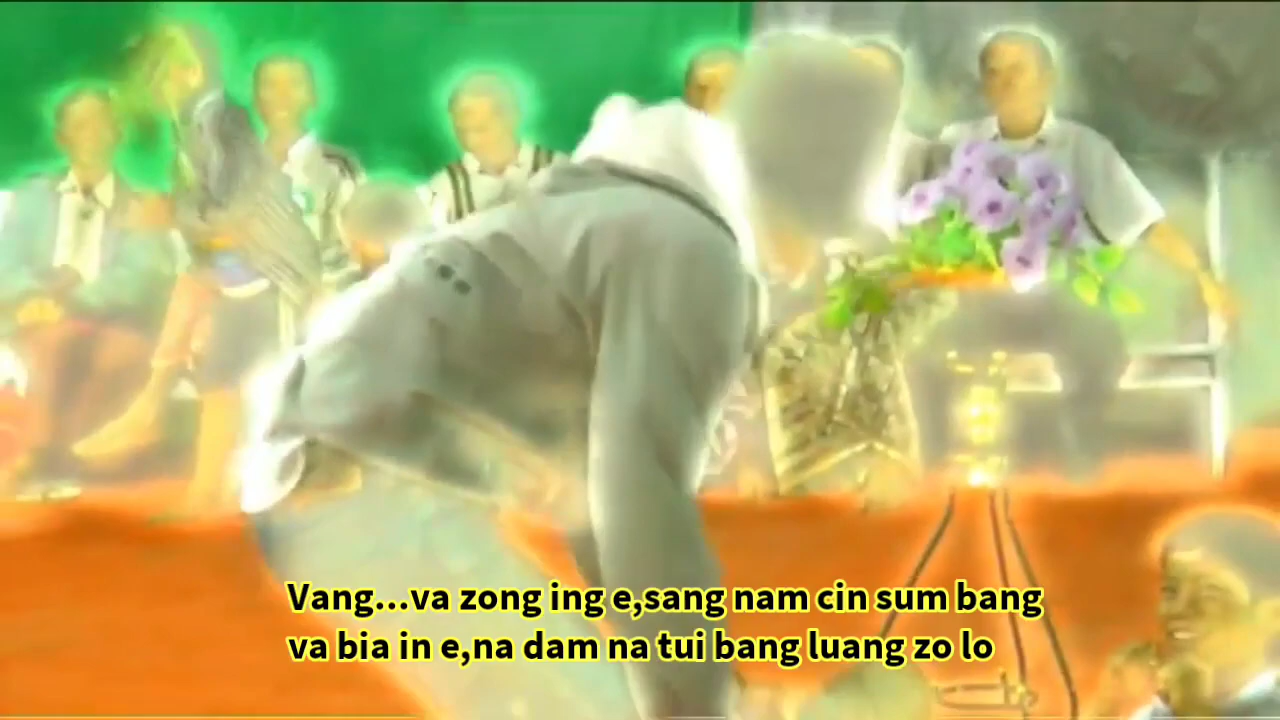 Vang...va zong ing e,sang nam cin sum bang
va bia in e,na dam na tui bang luang zo lo